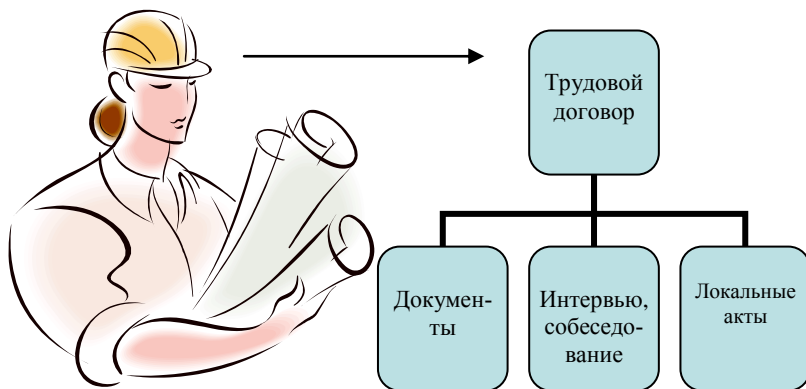 Трудовой
договор
Докумен-
ты
Интервью,
собеседо-
вание
Локальные
акты